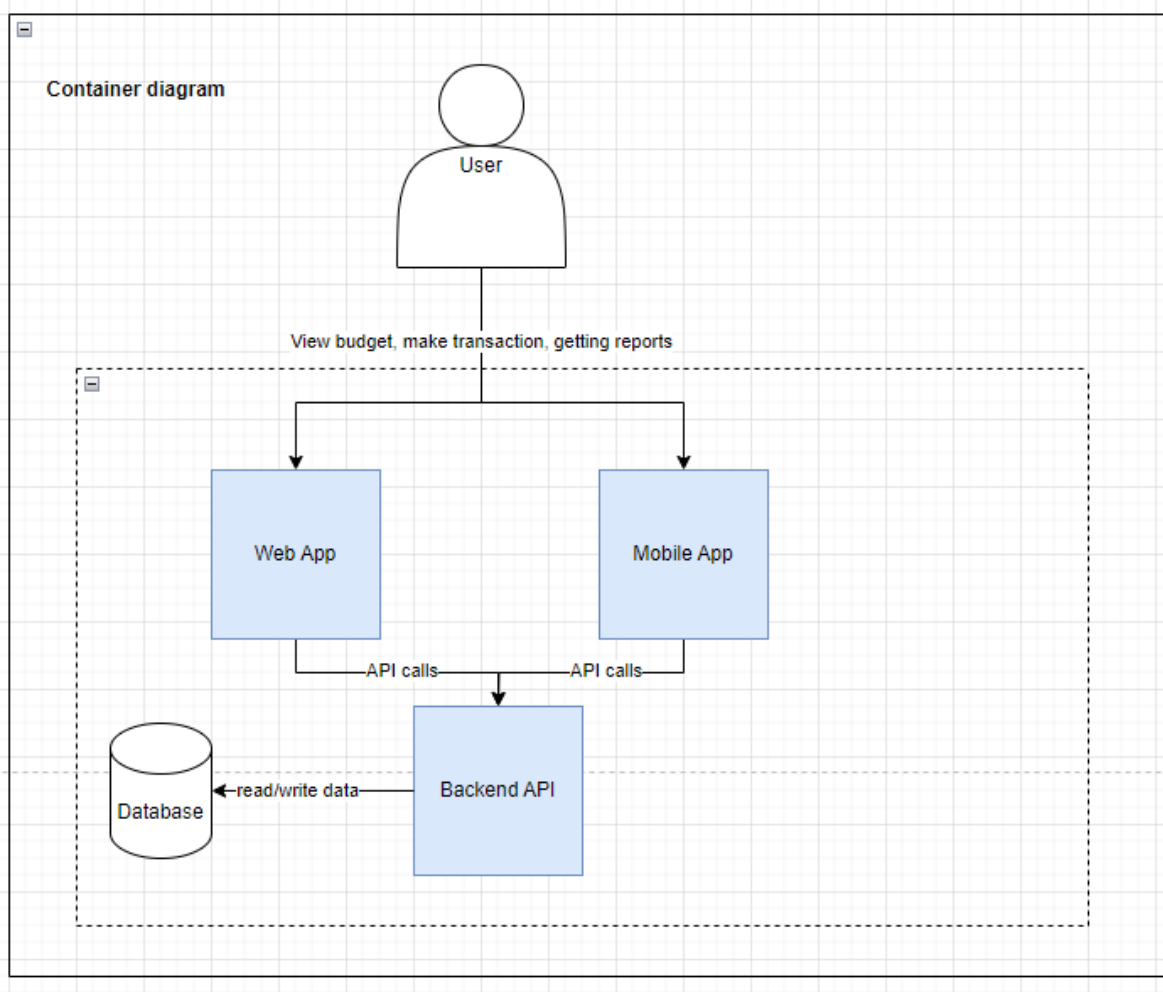 Container diagram
User
View budget, make transaction, getting reports
Web App
Mobile App
API calls
API calls
Backend API
read/write data
Database